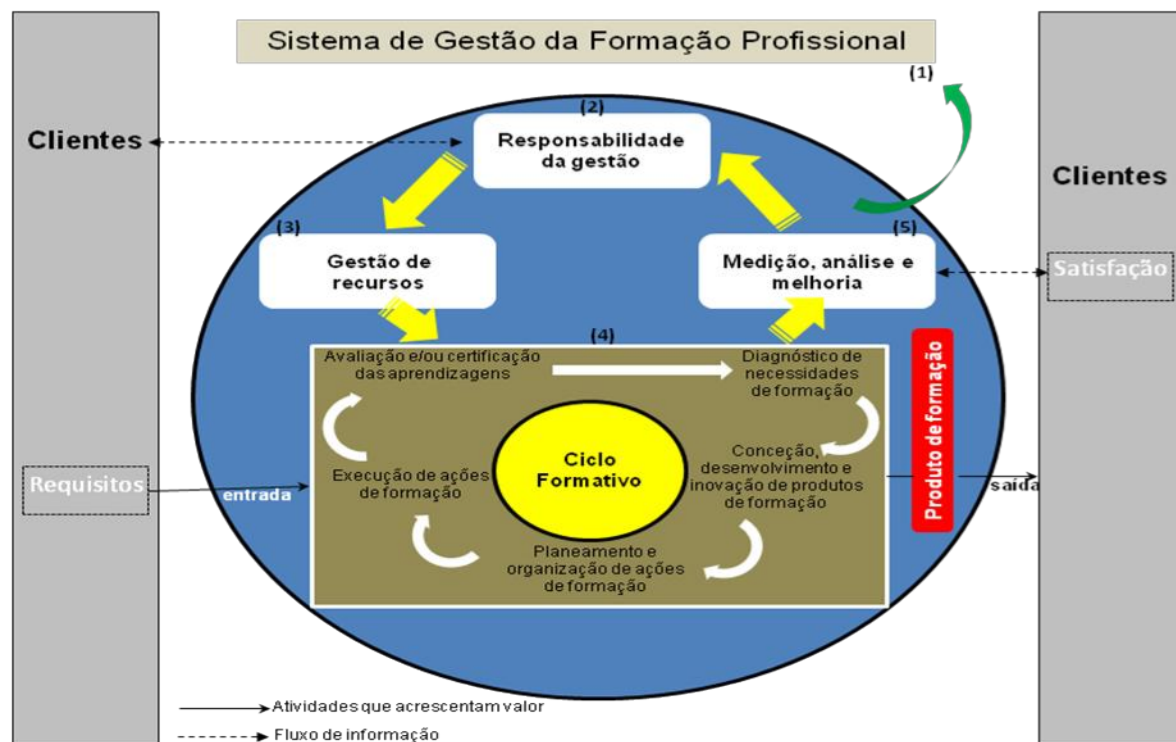 Sistema de Gestão da Formação Profissional
(1)
Clientes
(2)
Responsabilidade
da gestão
Clientes
(3)
Gestão de
recursos
(5)
Medição, análise e
melhoria
Satisfação
(4)
Avaliação e/ou certificação
das aprendizagens
Diagnóstico de
necessidades
de formação
Ciclo
Formativo
Conceção,
desenvolvimento e
inovação de produtos
de formação
Execução de ações
de formação
Planeamento e
organização de ações
de formação
Requisitos
entrada
Produto de formação
saída
Atividades que acrescentam valor
Fluxo de informação